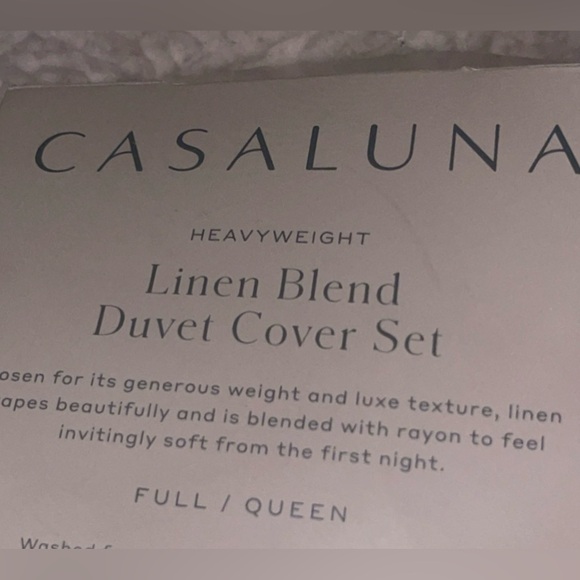 CASALUNA
HEAVYWEIGHT
Linen Blend
Duvet Cover Set
osen for its generous weight and luxe texture, linen
apes beautifully and is blended with rayon to feel
invitingly soft from the first night.
FULL / QUEEN
Washed